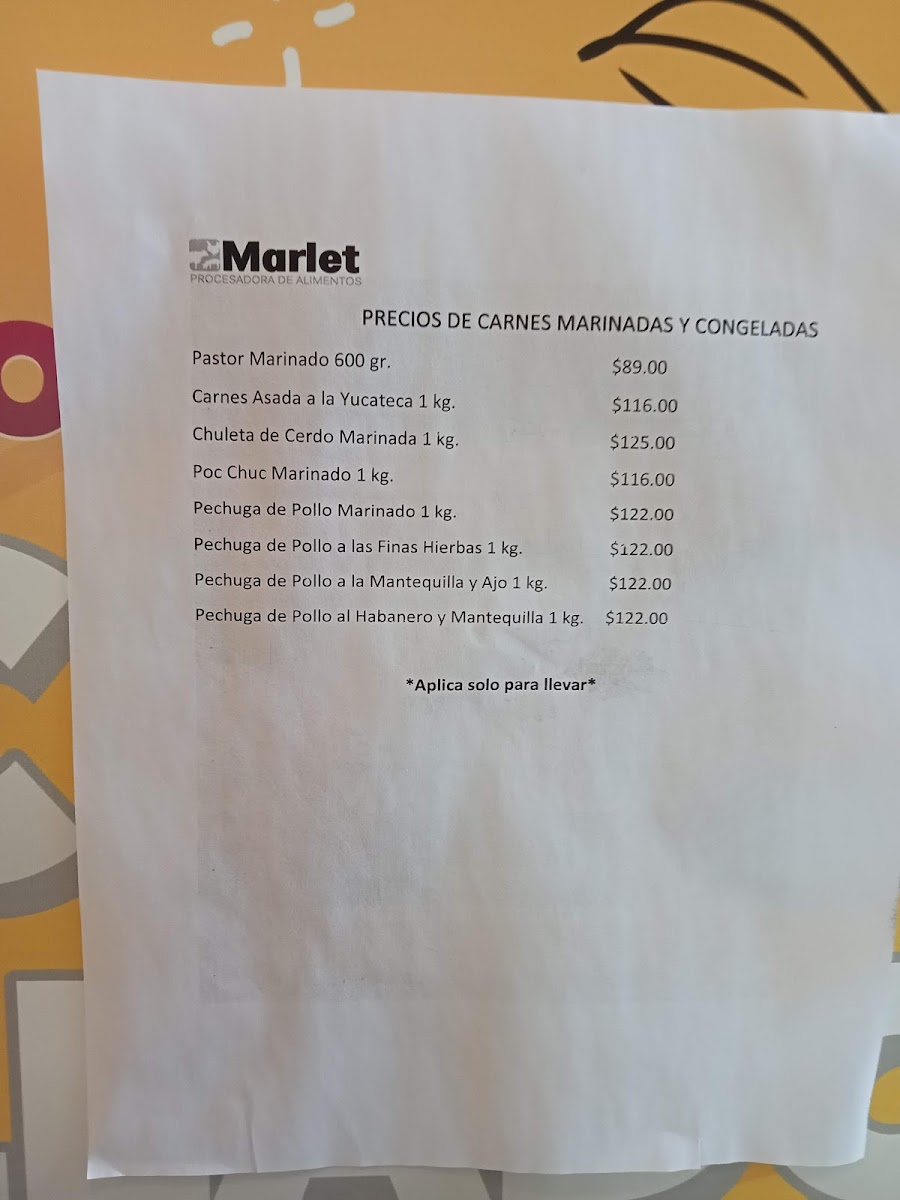 Marlet
PROCESADORA DE ALIMENTOS
PRECIOS DE CARNES MARINADAS Y CONGELADAS
Pastor Marinado 600 gr. $89.00
Carnes Asada a la Yucateca 1 kg. $116.00
Chuleta de Cerdo Marinada 1 kg. $125.00
Poc Chuc Marinado 1 kg. $116.00
Pechuga de Pollo Marinado 1 kg. $122.00
Pechuga de Pollo a las Finas Hierbas 1 kg. $122.00
Pechuga de Pollo a la Mantequilla y Ajo 1 kg. $122.00
Pechuga de Pollo al Habanero y Mantequilla 1 kg. $122.00
*Aplica solo para llevar*